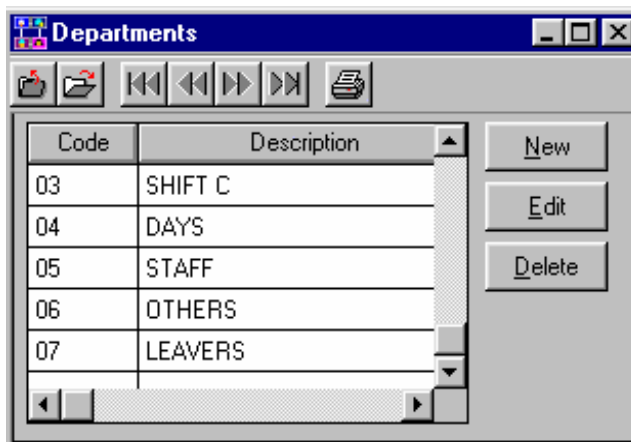 Departments
Code Description
03 SHIFT C
04 DAYS
05 STAFF
06 OTHERS
07 LEAVERS
New
Edit
Delete